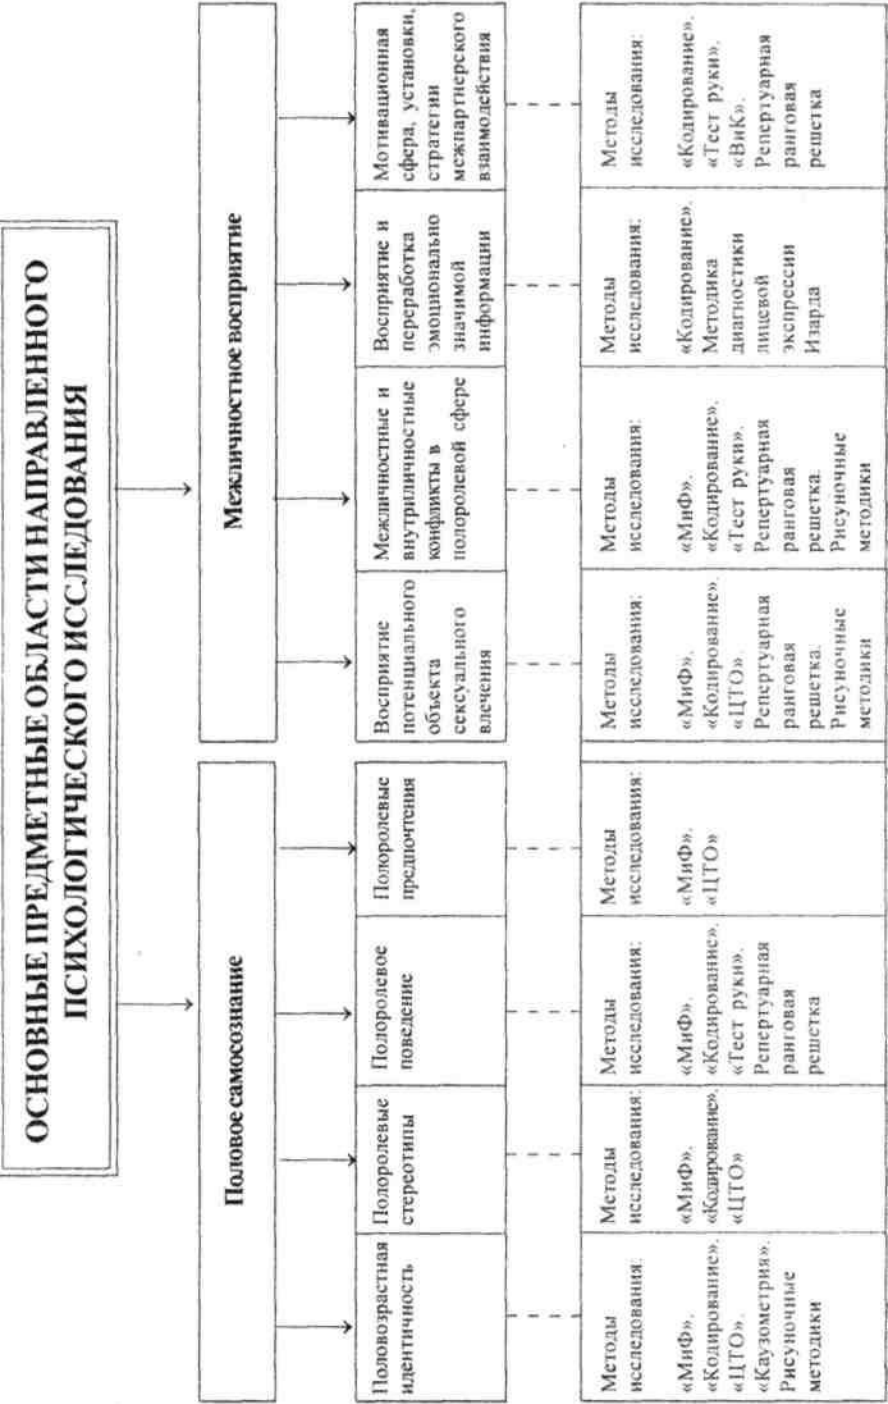 ОСНОВНЫЕ ПРЕДМЕТНЫЕ ОБЛАСТИ НАПРАВЛЕННОГО
ПСИХОЛОГИЧЕСКОГО ИССЛЕДОВАНИЯ
Половое самосознание
Межличностное восприятие
Половозрастная
идентичность
Полоролевые
стереотипы
Полоролевое
поведение
Полоролевые
предпочтения
Восприятие
потенциального
объекта
сексуального
влечения
Межличностные и
внутриличностные
конфликты в
полоролевой сфере
Восприятие и
переработка
эмоционально
значимой
информации
Мотивационная
сфера, установки,
стратегии
межпартнерского
взаимодействия
Методы
исследования:
«МиФ».
«Кодирование».
«ЦТО».
«Каузометрия».
Рисуночные
методики
Методы
исследования:
«МиФ».
«Кодирование».
«ЦТО»
Методы
исследования:
«МиФ».
«Кодирование».
«Тест руки».
Репертуарная
ранговая
решетка
Методы
исследования:
«МиФ».
«ЦТО»
Методы
исследования:
«МиФ».
«Кодирование».
«ЦТО».
Репертуарная
ранговая
решетка.
Рисуночные
методики
Методы
исследования:
«МиФ».
«Кодирование».
«Тест руки».
Репертуарная
ранговая
решетка.
Рисуночные
методики
Методы
исследования:
«Кодирование».
Методика
диагностики
лицевой
экспрессии
Изарда
Методы
исследования:
«Кодирование».
«Тест руки».
«ВиК».
Репертуарная
ранговая
решетка